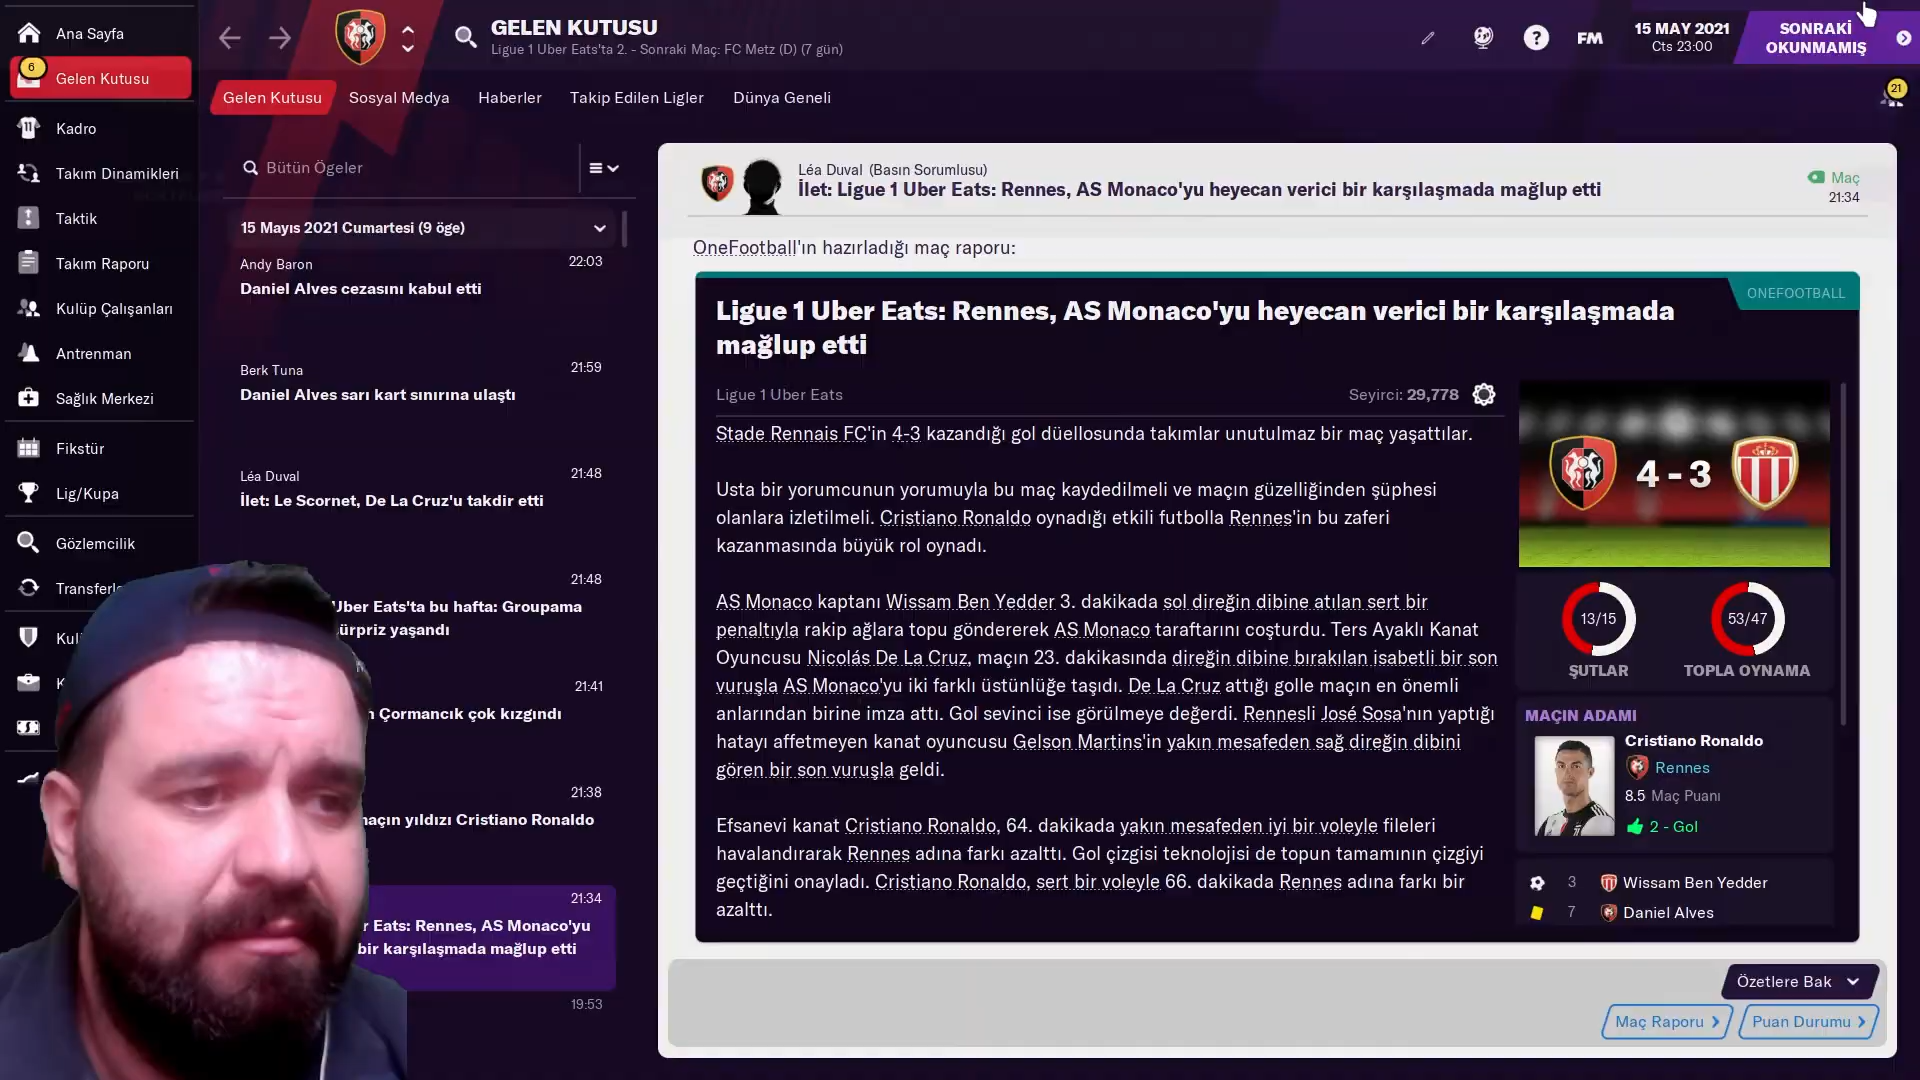 Ana Sayfa
6
Gelen Kutusu
Kadro
Takım Dinamikleri
Taktik
Takım Raporu
Kulüp Çalışanları
Antrenman
Sağlık Merkezi
Fikstür
Lig/Kupa
Gözlemcilik
GELEN KUTUSU
Ligue 1 Uber Eats'ta 2. - Sonraki Maç: FC Metz (D) (7 gün)
FM
15 MAY 2021
Cts 23:00
SONRAKİ
OKUNMAMIŞ
21
Gelen Kutusu
Sosyal Medya
Haberler
Takip Edilen Ligler
Dünya Geneli
Bütün Ögeler
15 Mayıs 2021 Cumartesi (9 öge)
Andy Baron
22:03
Daniel Alves cezasını kabul etti
Berk Tuna
21:59
Daniel Alves sarı kart sınırına ulaştı
Léa Duval
21:48
İlet: Le Scornet, De La Cruz'u takdir etti
21:48
Uber Eats'ta bu hafta: Groupama
yaşandı
21:41
Çormancık çok kızgındı
21:38
yıldızı Cristiano Ronaldo
21:34
Eats: Rennes, AS Monaco'yu
bir karşılaşmada mağlup etti
19:53
Léa Duval (Basın Sorumlusu)
İlet: Ligue 1 Uber Eats: Rennes, AS Monaco'yu heyecan verici bir karşılaşmada mağlup etti
Maç
21:34
OneFootball'ın hazırladığı maç raporu:
ONEFOOTBALL
Ligue 1 Uber Eats: Rennes, AS Monaco'yu heyecan verici bir karşılaşmada
mağlup etti
Ligue 1 Uber Eats
Seyirci: 29,778
Stade Rennais FC'in 4-3 kazandığı gol düellosunda takımlar unutulmaz bir maç yaşattılar.
Usta bir yorumcunun yorumuyla bu maç kaydedilmeli ve maçın güzelliğinden şüphesi
olanlara izletilmeli. Cristiano Ronaldo oynadığı etkili futbolla Rennes'in bu zaferi
kazanmasında büyük rol oynadı.
AS Monaco kaptanı Wissam Ben Yedder 3. dakikada sol direğin dibine atılan sert bir
penaltıyla rakip ağlara topu göndererek AS Monaco taraftarını coşturdu. Ters Ayaklı Kanat
Oyuncusu Nicolás De La Cruz, maçın 23. dakikasında direğin dibine bırakılan isabetli bir son
vuruşla AS Monaco'yu iki farklı üstünlüğe taşıdı. De La Cruz attığı golle maçın en önemli
anlarından birine imza attı. Gol sevinci ise görülmeye değerdi. Rennesli José Sosa'nın yaptığı
hatayı affetmeyen kanat oyuncusu Gelson Martins'in yakın mesafeden sağ direğin dibini
gören bir son vuruşla geldi.
Efsanevi kanat Cristiano Ronaldo, 64. dakikada yakın mesafeden iyi bir voleyle fileleri
havalandırarak Rennes adına farkı azalttı. Gol çizgisi teknolojisi de topun tamamının çizgiyi
geçtiğini onayladı. Cristiano Ronaldo, sert bir voleyle 66. dakikada Rennes adına farkı bir
azalttı.
4 - 3
13/15
ŞUTLAR
53/47
TOPLA OYNAMA
MAÇIN ADAMI
Cristiano Ronaldo
Rennes
8.5 Maç Puanı
2 - Gol
3 Wissam Ben Yedder
7 Daniel Alves
Özetlere Bak
Maç Raporu
Puan Durumu